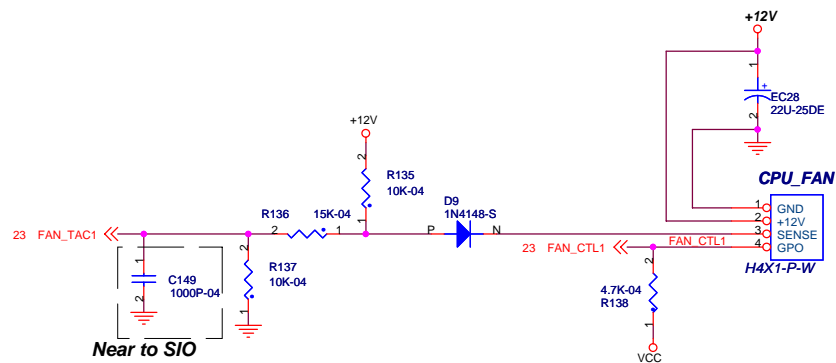 +12V
1
+
EC28
22U-25DE
2
+12V
2
R135
10K-04
1
CPU_FAN
D9
1N4148-S
R136
15K-04
2
1
P
N
1
GND
2
+12V
3
SENSE
4
GPO
23
FAN_TAC1
23
FAN_CTL1
FAN_CTL1
H4X1-P-W
1
C149
1000P-04
2
2
R137
10K-04
1
2
4.7K-04
R138
1
Near to SIO
VCC